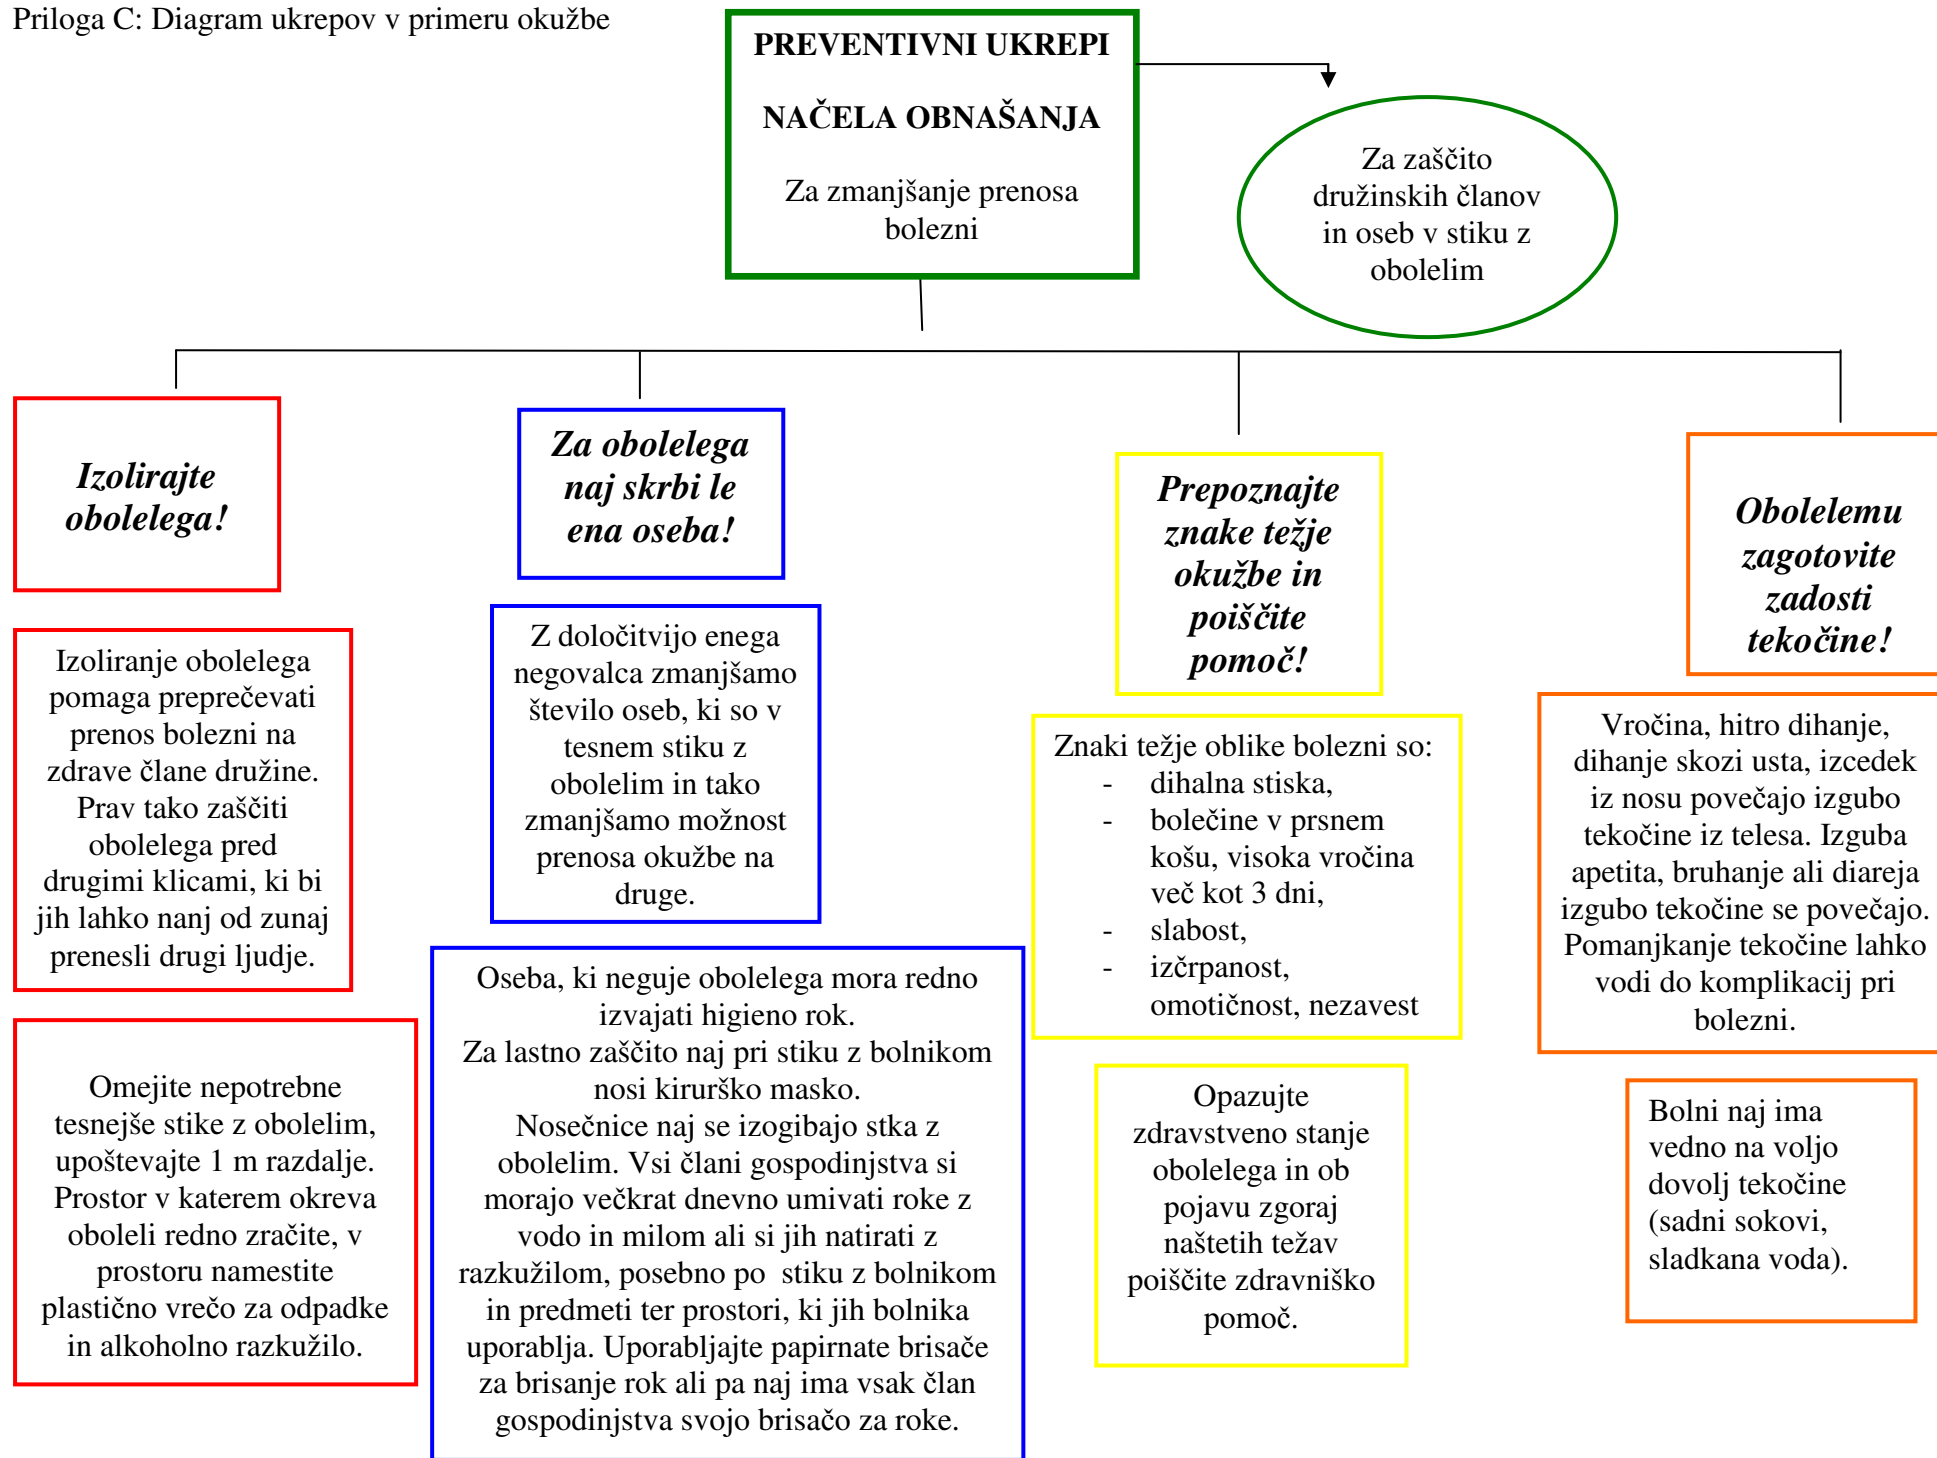 Priloga C: Diagram ukrepov v primeru okužbe
PREVENTIVNI UKREPI
NAČELA OBNAŠANJA
Za zmanjšanje prenosa
bolezni
Za zaščito
družinskih članov
in oseb v stiku z
obolelim
Izolirajte
obolelega!
Izoliranje obolelega
pomaga preprečevati
prenos bolezni na
zdrave člane družine.
Prav tako zaščiti
obolelega pred
drugimi klicami, ki bi
jih lahko nanj od zunaj
prenesli drugi ljudje.
Omejite nepotrebne
tesnejše stike z obolelim,
upoštevajte 1 m razdalje.
Prostor v katerem okreva
oboleli redno zračite, v
prostoru namestite
plastično vrečo za odpadke
in alkoholno razkužilo.
Za obolelega
naj skrbi le
ena oseba!
Z določitvijo enega
negovalca zmanjšamo
število oseb, ki so v
tesnem stiku z
obolelim in tako
zmanjšamo možnost
prenosa okužbe na
druge.
Oseba, ki neguje obolelega mora redno
izvajati higieno rok.
Za lastno zaščito naj pri stiku z bolnikom
nosi kirurško masko.
Nosečnice naj se izogibajo stka z
obolelim. Vsi člani gospodinjstva si
morajo večkrat dnevno umivati roke z
vodo in milom ali si jih natirati z
razkužilom, posebno po  stiku z bolnikom
in predmeti ter prostori, ki jih bolnika
uporablja. Uporabljajte papirnate brisače
za brisanje rok ali pa naj ima vsak član
gospodinjstva svojo brisačo za roke.
Prepoznajte
znake težje
okužbe in
poiščite
pomoč!
Znaki težje oblike bolezni so:
- dihalna stiska,
- bolečine v prsnem
košu, visoka vročina
več kot 3 dni,
- slabost,
- izčrpanost,
omotičnost, nezavest
Opazujte
zdravstveno stanje
obolelega in ob
pojavu zgoraj
naštetih težav
poiščite zdravniško
pomoč.
Obolelemu
zagotovite
zadosti
tekočine!
Vročina, hitro dihanje,
dihanje skozi usta, izcedek
iz nosu povečajo izgubo
tekočine iz telesa. Izguba
apetita, bruhanje ali diareja
izgubo tekočine se povečajo.
Pomanjkanje tekočine lahko
vodi do komplikacij pri
bolezni.
Bolni naj ima
vedno na voljo
dovolj tekočine
(sadni sokovi,
sladkana voda).